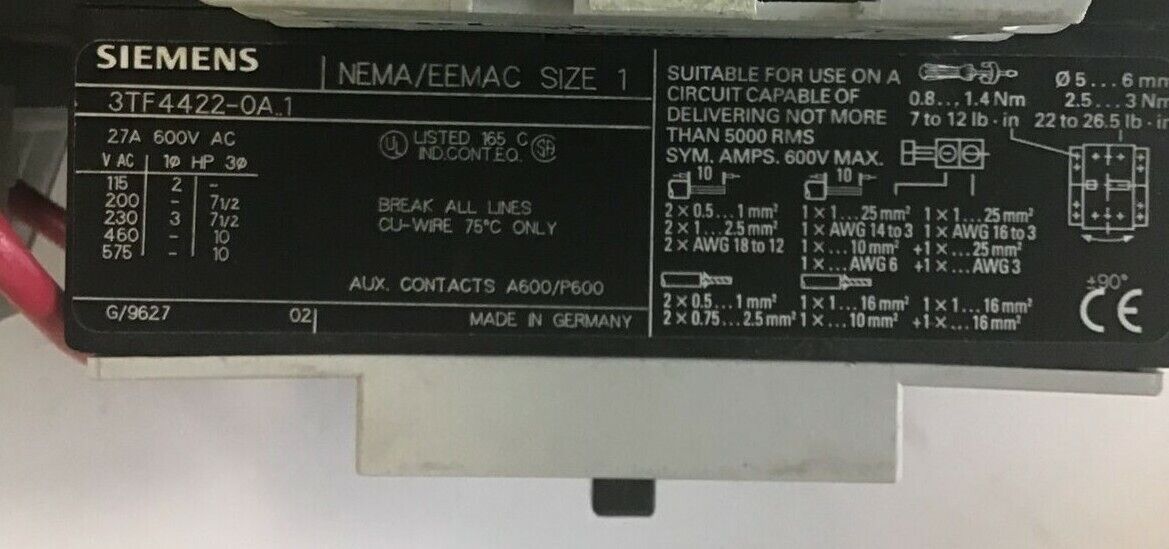 SIEMENS
NEMA/EEMAC SIZE 1
3TF4422-0A..1
27A 600V AC
V AC 1ø HP 3ø
115 2 -
200 - 7 1/2
230 3 7 1/2
460 - 10
575 - 10
UL LISTED 165 C
IND.CONT.EQ.
BREAK ALL LINES
CU-WIRE 75°C ONLY
AUX. CONTACTS A600/P600
G/9627 02
MADE IN GERMANY
SUITABLE FOR USE ON A
CIRCUIT CAPABLE OF
DELIVERING NOT MORE
THAN 5000 RMS
SYM. AMPS. 600V MAX.
Ø 5...6 mm
0.8...1.4 Nm 2.5...3 Nm
7 to 12 lb·in 22 to 26.5 lb·in
10 10
2 x 0.5...1 mm² 1 x 1...25 mm² 1 x 1...25 mm²
2 x 1...2.5 mm² 1 x AWG 14 to 3 1 x AWG 16 to 3
2 x AWG 18 to 12 1 x...10 mm² +1 x...25 mm²
1 x...AWG 6 +1 x...AWG 3
2 x 0.5...1 mm² 1 x 1...16 mm² 1 x 1...16 mm²
2 x 0.75...2.5 mm² 1 x...10 mm² +1 x...16 mm²
±90°
CE